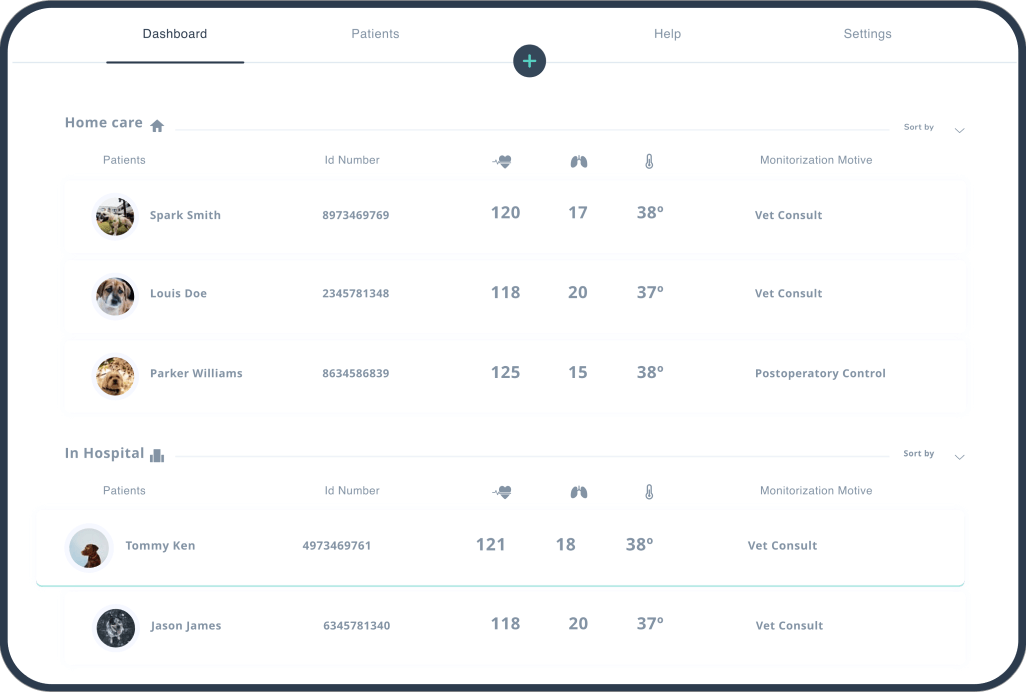 Dashboard Patients Help Settings
Home care
Sort by
Patients Id Number Monitorization Motive
Spark Smith 8973469769 120 17 38º Vet Consult
Louis Doe 2345781348 118 20 37º Vet Consult
Parker Williams 8634586839 125 15 38º Postoperatory Control
In Hospital
Sort by
Patients Id Number Monitorization Motive
Tommy Ken 4973469761 121 18 38º Vet Consult
Jason James 6345781340 118 20 37º Vet Consult